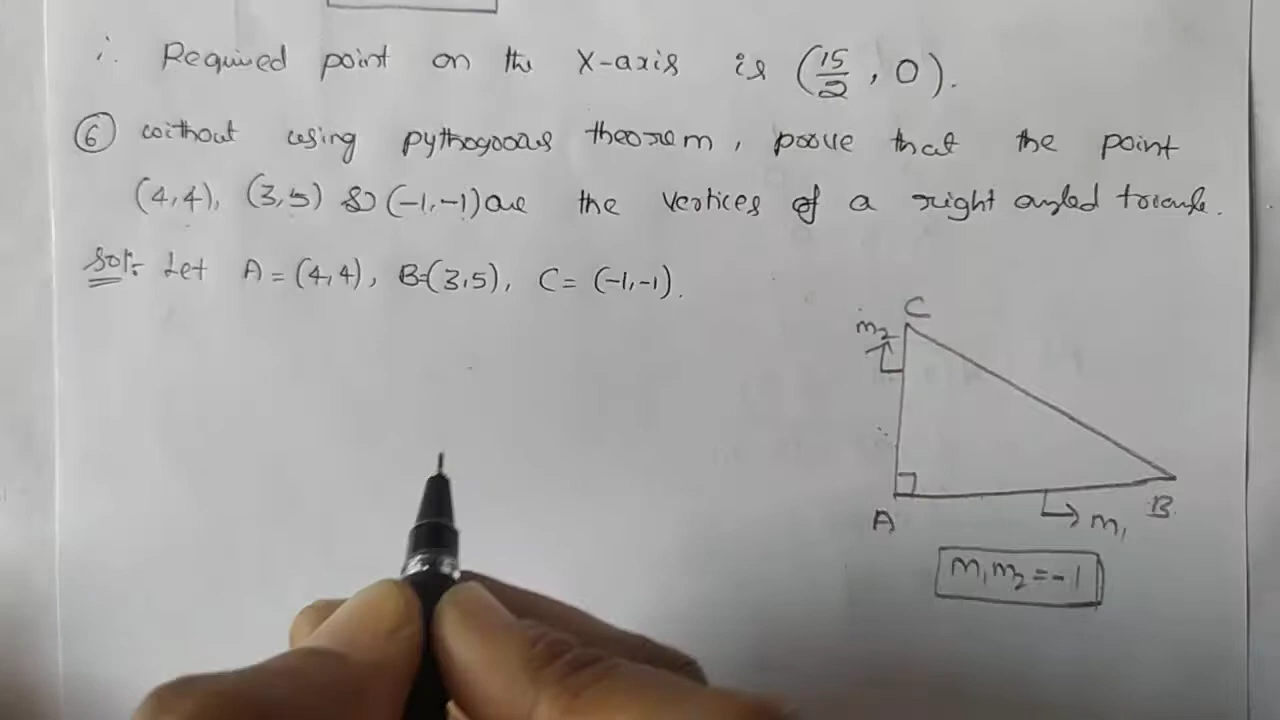 ∴ Required point on the X-axis is (15/2, 0).
⑥ without using pythogoras theorem, prove that the point
(4,4), (3,5) & (-1,-1) are the vertices of a right angled triangle.
Sol:- Let A = (4,4), B=(3,5), C = (-1,-1).
C
m₂
A
B
m₁
m₁m₂ = -1